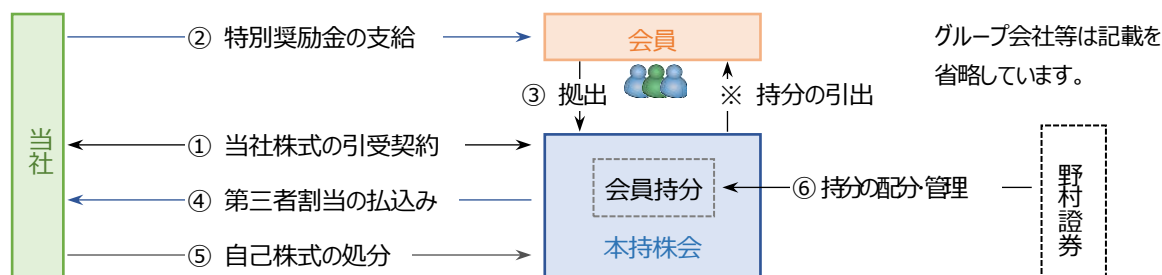 ② 特別奨励金の支給
会員
グループ会社等は記載を
省略しています。
③ 拠出
※ 持分の引出
当社
① 当社株式の引受契約
会員持分
⑥ 持分の配分・管理
野村證券
④ 第三者割当の払込み
本持株会
⑤ 自己株式の処分